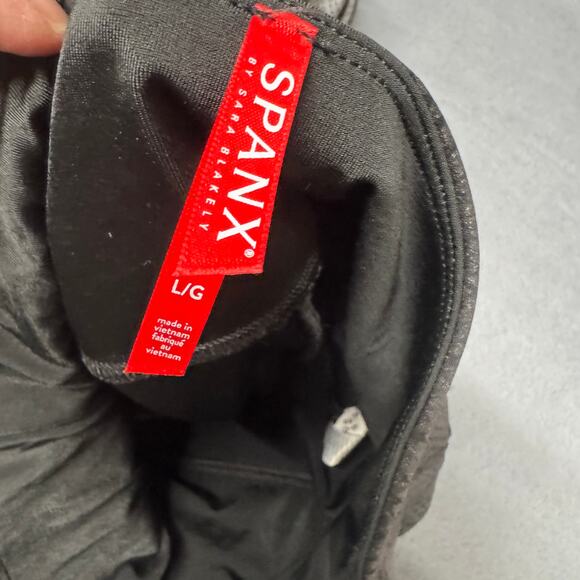 SPANX®
BY SARA BLAKELY
L/G
made in
vietnam
fabriqué
au
vietnam